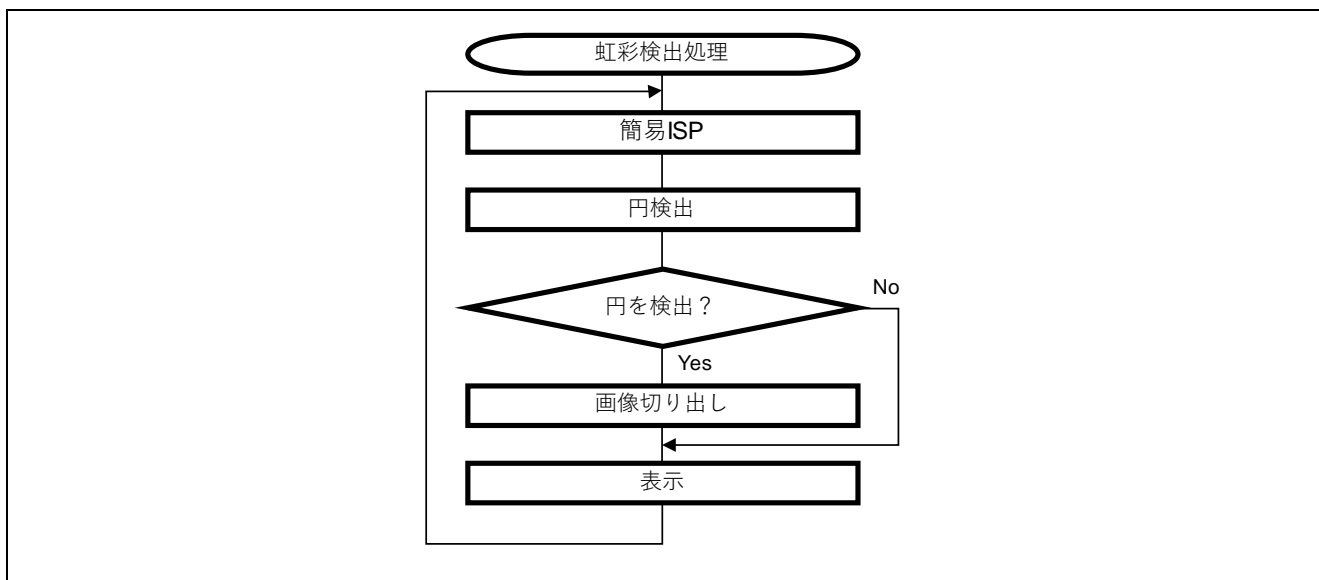 虹彩検出処理
簡易ISP
円検出
円を検出？
No
Yes
画像切り出し
表示